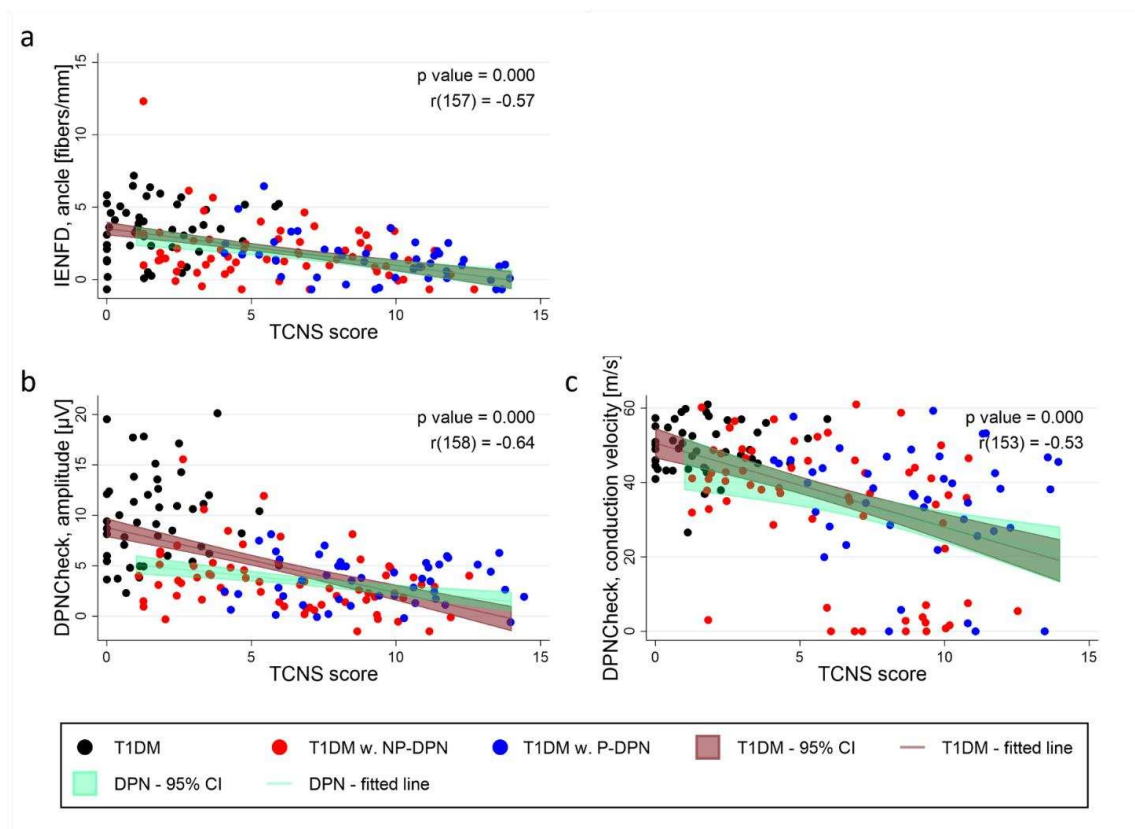 a
p value = 0.000
r(157) = -0.57
IENFD, ancle [fibers/mm]
15
10
5
0
0 5 10 15
TCNS score
b
p value = 0.000
r(158) = -0.64
DPNCheck, amplitude [µV]
20
15
10
5
0
0 5 10 15
TCNS score
c
p value = 0.000
r(153) = -0.53
DPNCheck, conduction velocity [m/s]
60
40
20
0
0 5 10 15
TCNS score
T1DM T1DM w. NP-DPN T1DM w. P-DPN T1DM - 95% CI T1DM - fitted line
DPN - 95% CI DPN - fitted line